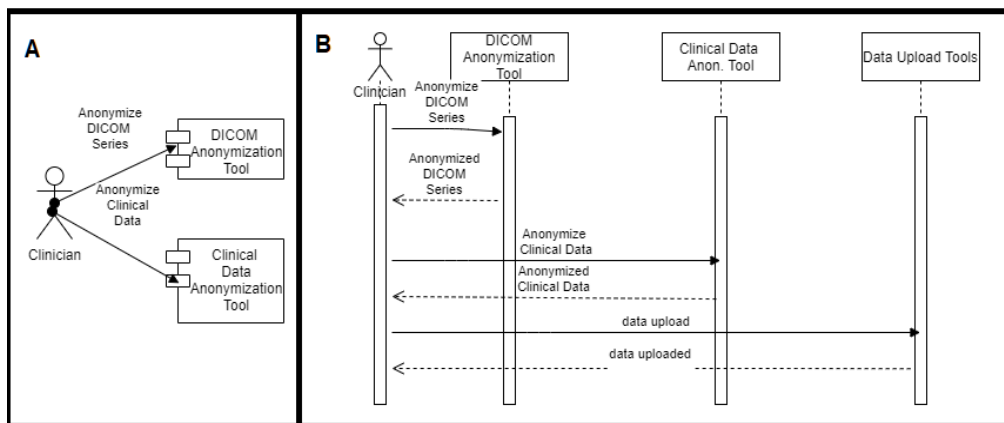 A
Anonymize
DICOM
Series
DICOM
Anonymization
Tool
Anonymize
Clinical
Data
Clinician
Clinical
Data
Anonymization
Tool
B
Clinician
DICOM
Anonymization
Tool
Clinical Data
Anon. Tool
Data Upload Tools
Anonymize
DICOM
Series
Anonymized
DICOM
Series
Anonymize
Clinical Data
Anonymized
Clinical Data
data upload
data uploaded